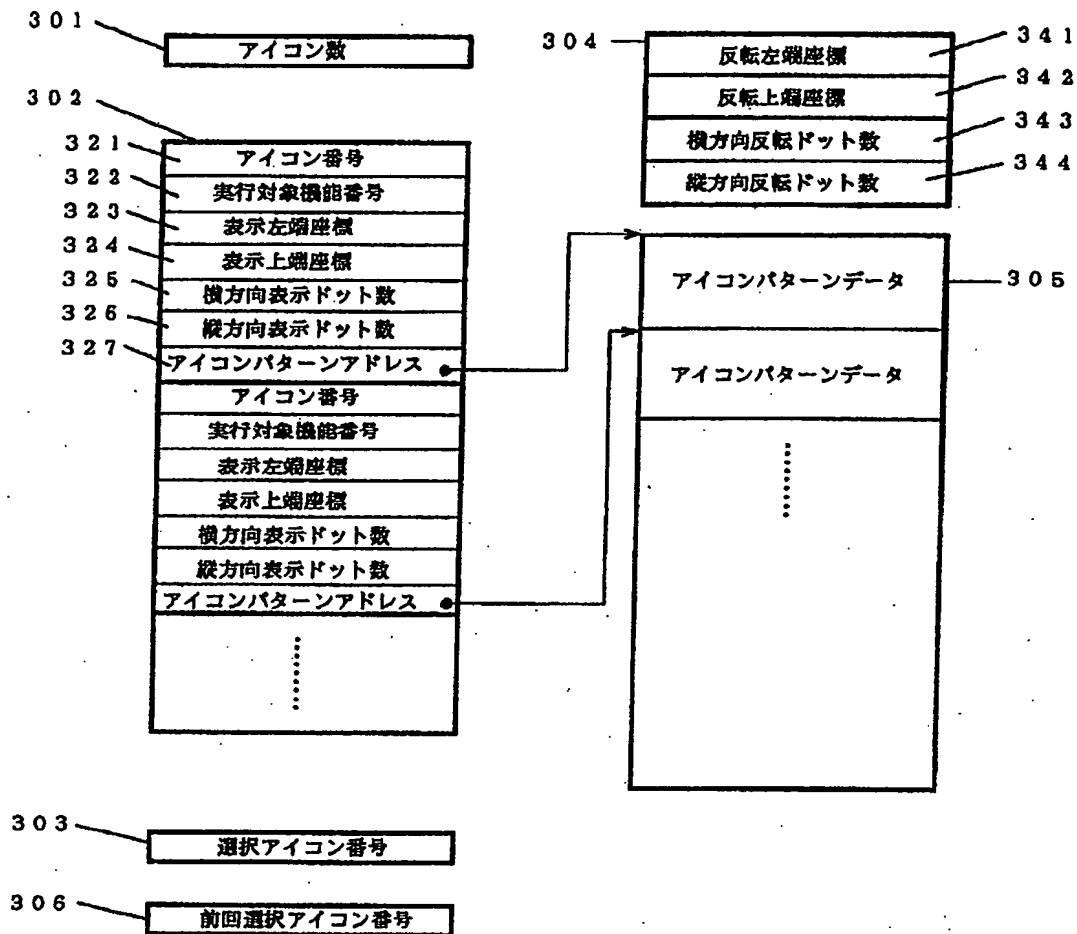 301
アイコン数
302
321
アイコン番号
322
実行対象機能番号
323
表示左端座標
324
表示上端座標
325
横方向表示ドット数
326
縦方向表示ドット数
327
アイコンパターンアドレス
アイコン番号
実行対象機能番号
表示左端座標
表示上端座標
横方向表示ドット数
縦方向表示ドット数
アイコンパターンアドレス
303
選択アイコン番号
306
前回選択アイコン番号
304
反転左端座標
341
反転上端座標
342
横方向反転ドット数
343
縦方向反転ドット数
344
アイコンパターンデータ
305
アイコンパターンデータ